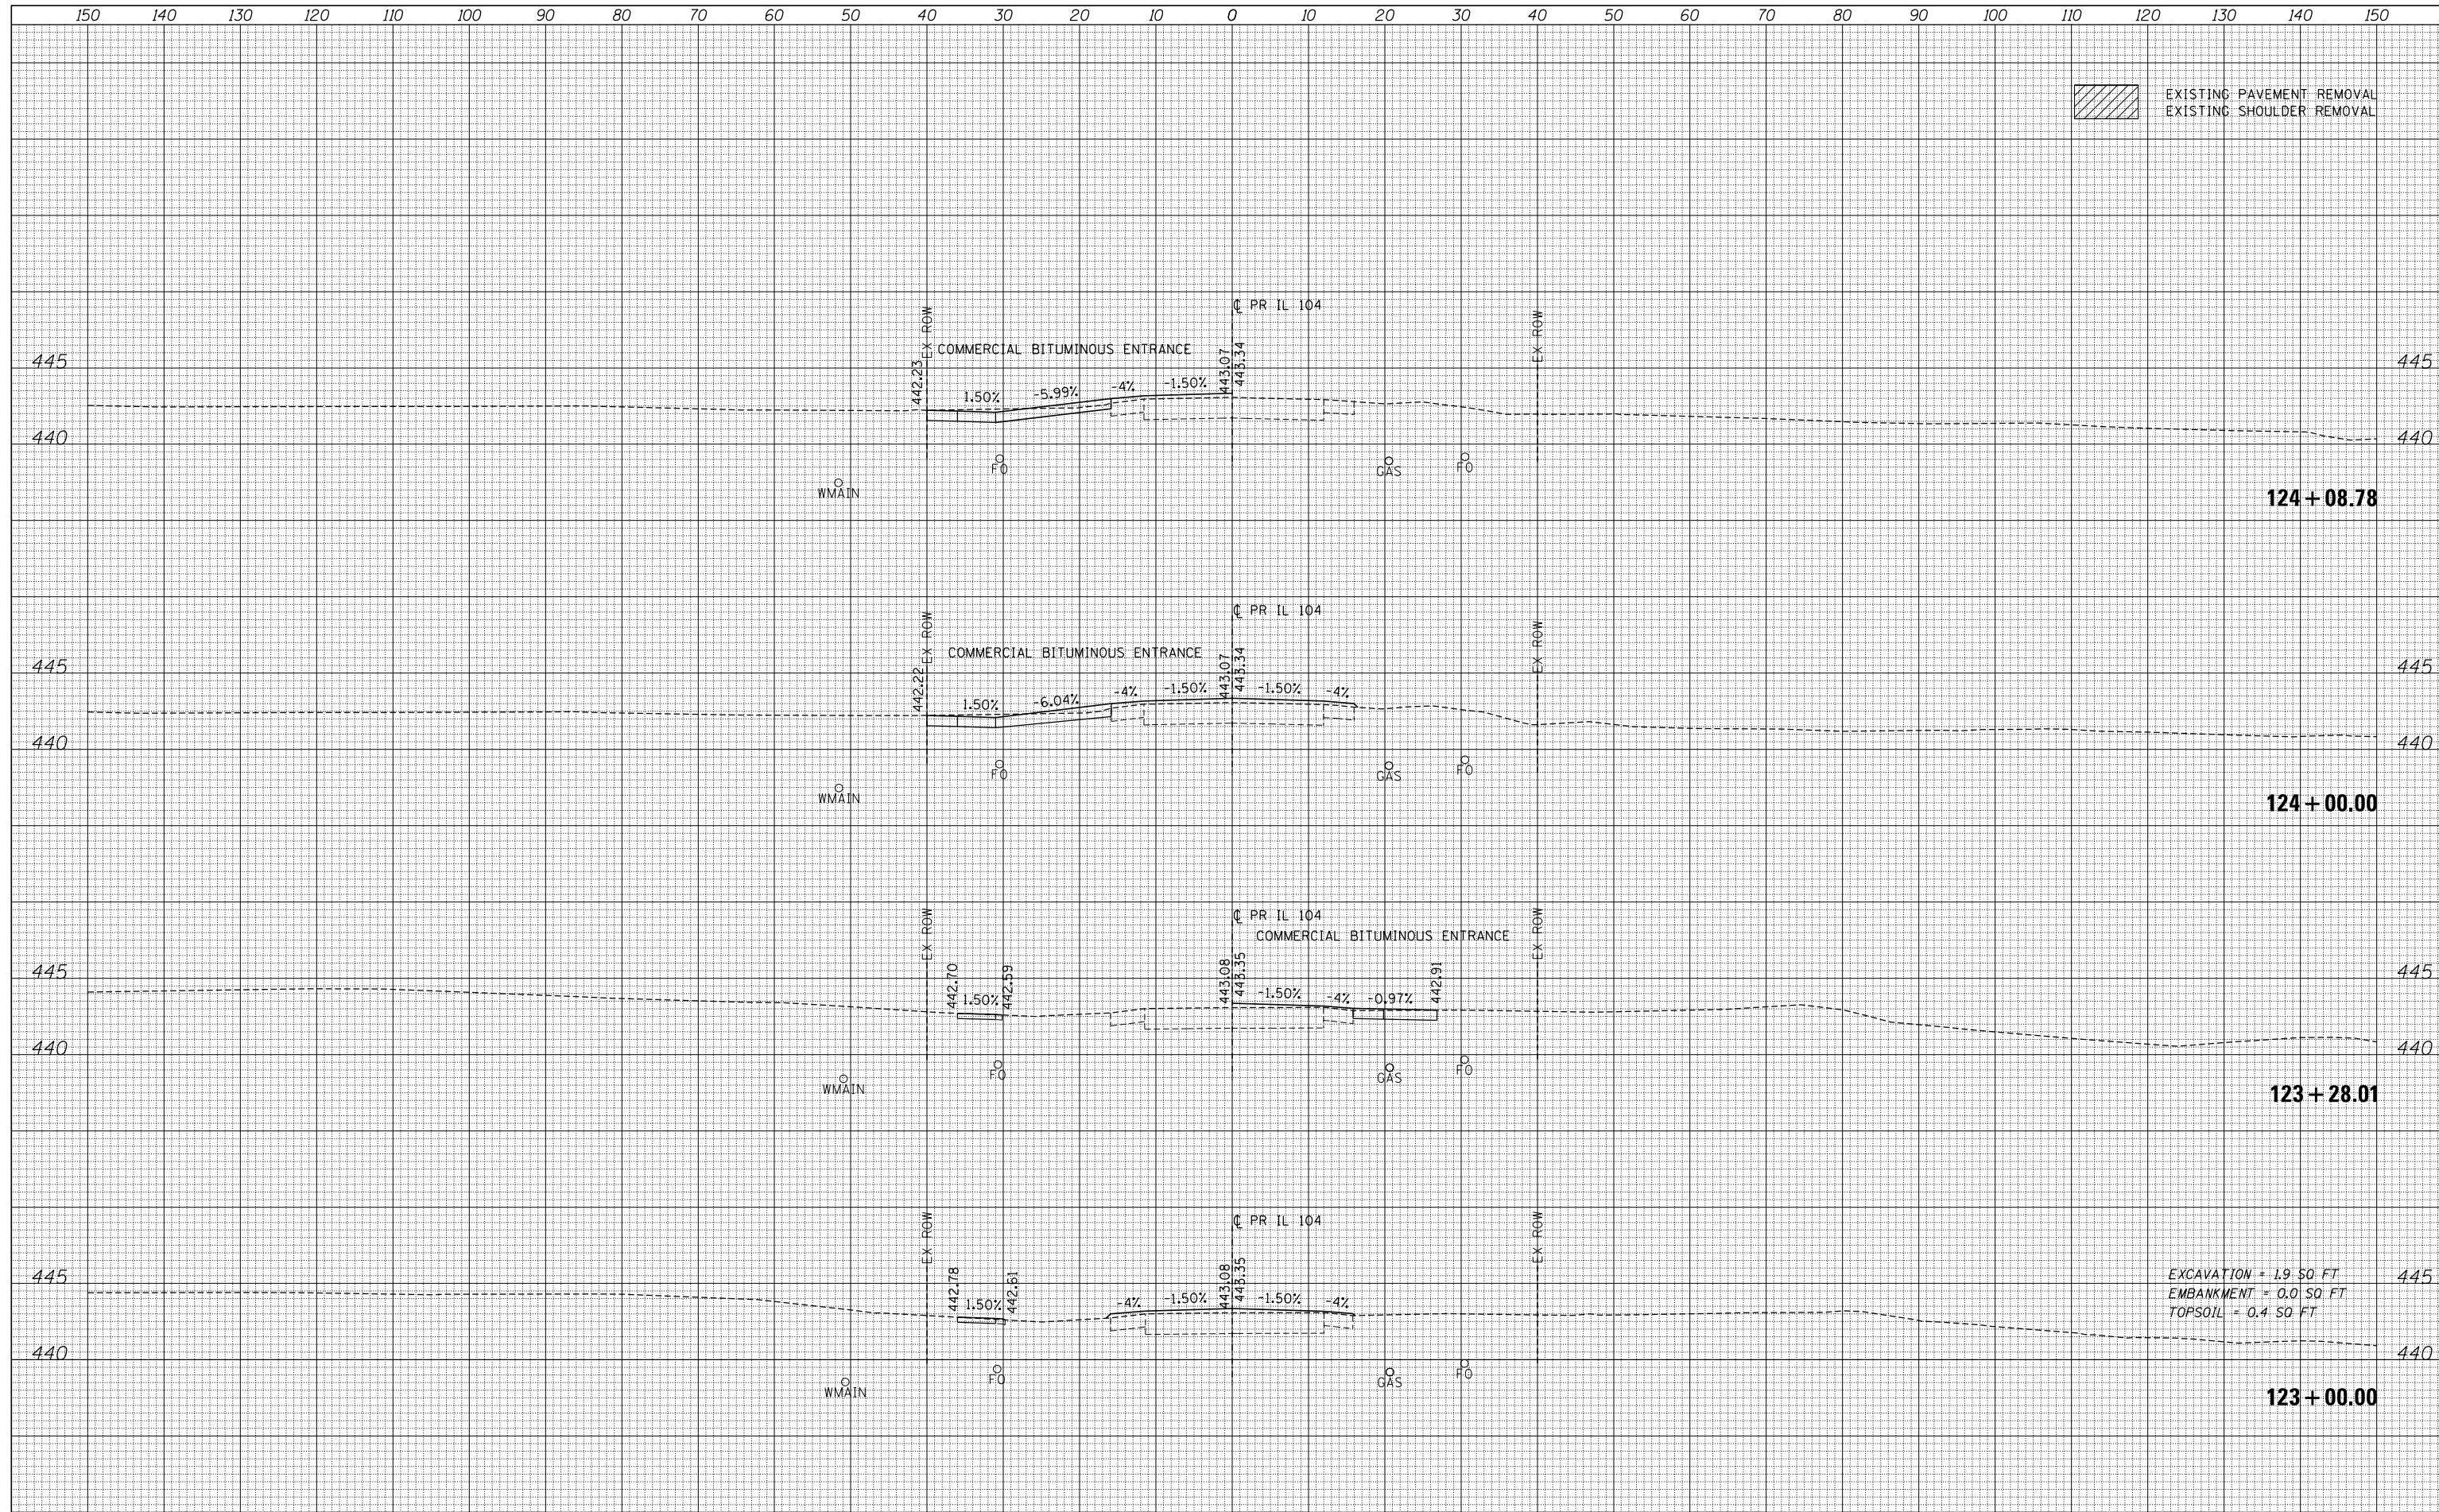 150 140 130 120 110 100 90 80 70 60 50 40 30 20 10 0 10 20 30 40 50 60 70 80 90 100 110 120 130 140 150
EXISTING PAVEMENT REMOVAL
EXISTING SHOULDER REMOVAL
℄ PR IL 104
EX ROW
EX ROW
COMMERCIAL BITUMINOUS ENTRANCE
445
445
442.23
443.07
443.34
1.50%
-5.99%
-4%
-1.50%
440
440
FO
GAS
FO
WMAIN
124+08.78
℄ PR IL 104
EX ROW
EX ROW
COMMERCIAL BITUMINOUS ENTRANCE
445
445
442.22
443.07
443.34
1.50%
-6.04%
-4%
-1.50%
-1.50%
-4%
440
440
FO
GAS
FO
WMAIN
124+00.00
℄ PR IL 104
EX ROW
EX ROW
COMMERCIAL BITUMINOUS ENTRANCE
445
445
442.70
442.59
443.08
443.35
442.91
1.50%
-1.50%
-4%
-0.97%
440
440
FO
GAS
FO
WMAIN
123+28.01
℄ PR IL 104
EX ROW
EX ROW
445
445
EXCAVATION = 1.9 SQ FT
EMBANKMENT = 0.0 SQ FT
TOPSOIL = 0.4 SQ FT
442.78
442.61
443.08
443.35
1.50%
-4%
-1.50%
-1.50%
-4%
440
440
FO
GAS
FO
WMAIN
123+00.00